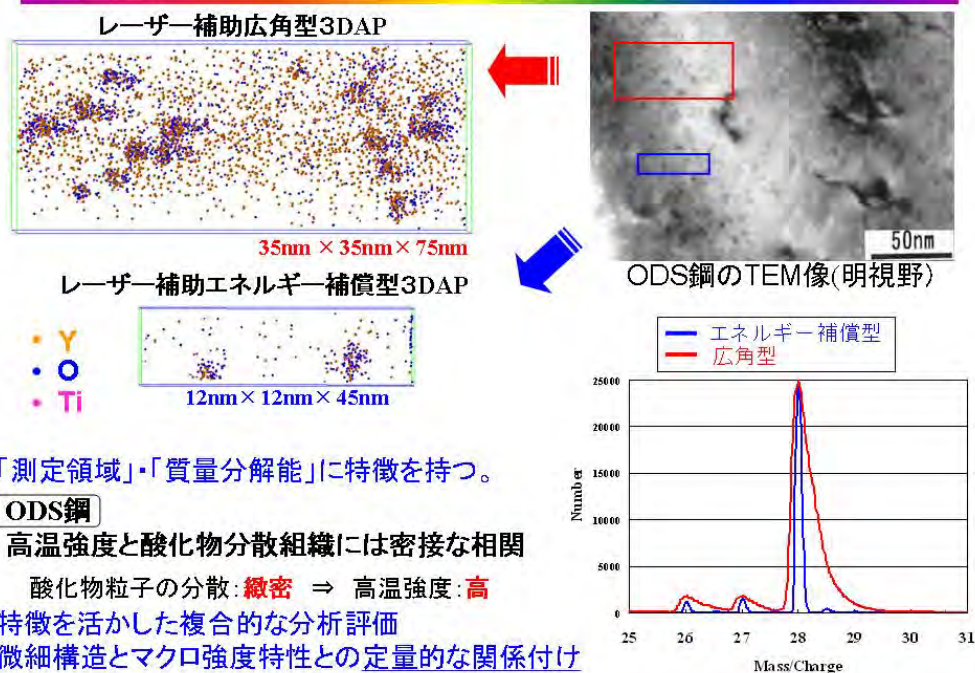 レーザー補助広角型3DAP
35nm × 35nm × 75nm
50nm
ODS鋼のTEM像(明視野)
レーザー補助エネルギー補償型3DAP
• Y
• O
• Ti
12nm × 12nm × 45nm
エネルギー補償型
広角型
25000
20000
15000
10000
5000
0
Number
25 26 27 28 29 30 31
Mass/Charge
「測定領域」・「質量分解能」に特徴を持つ。
ODS鋼
高温強度と酸化物分散組織には密接な相関
酸化物粒子の分散:緻密 ⇒ 高温強度:高
特徴を活かした複合的な分析評価
微細構造とマクロ強度特性との定量的な関係付け